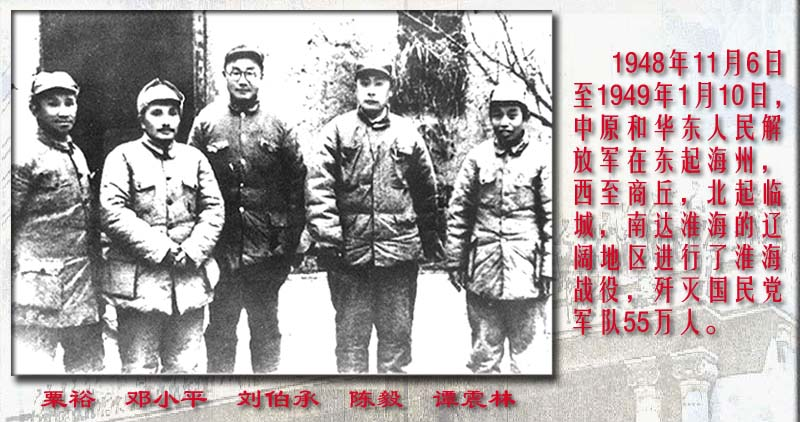 1948年11月6日
至1949年1月10日，
中原和华东人民解
放军在东起海州，
西至商丘，北起临
城，南达淮海的辽
阔地区进行了淮海
战役，歼灭国民党
军队55万人。
粟裕 邓小平 刘伯承 陈毅 谭震林